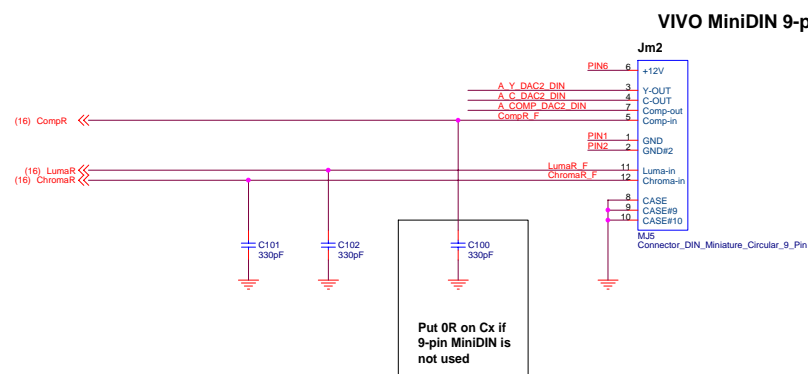 VIVO MiniDIN 9-p
Jm2
PIN6 6 +12V
A_Y_DAC2_DIN 3 Y-OUT
A_C_DAC2_DIN 4 C-OUT
A_COMP_DAC2_DIN 7 Comp-out
(16) CompR CompR_F 5 Comp-in
PIN1 1 GND
PIN2 2 GND#2
(16) LumaR LumaR_F 11 Luma-in
(16) ChromaR ChromaR_F 12 Chroma-in
8 CASE
9 CASE#9
10 CASE#10
MJ5
Connector_DIN_Miniature_Circular_9_Pin
C101
330pF
C102
330pF
C100
330pF
Put 0R on Cx if
9-pin MiniDIN is
not used